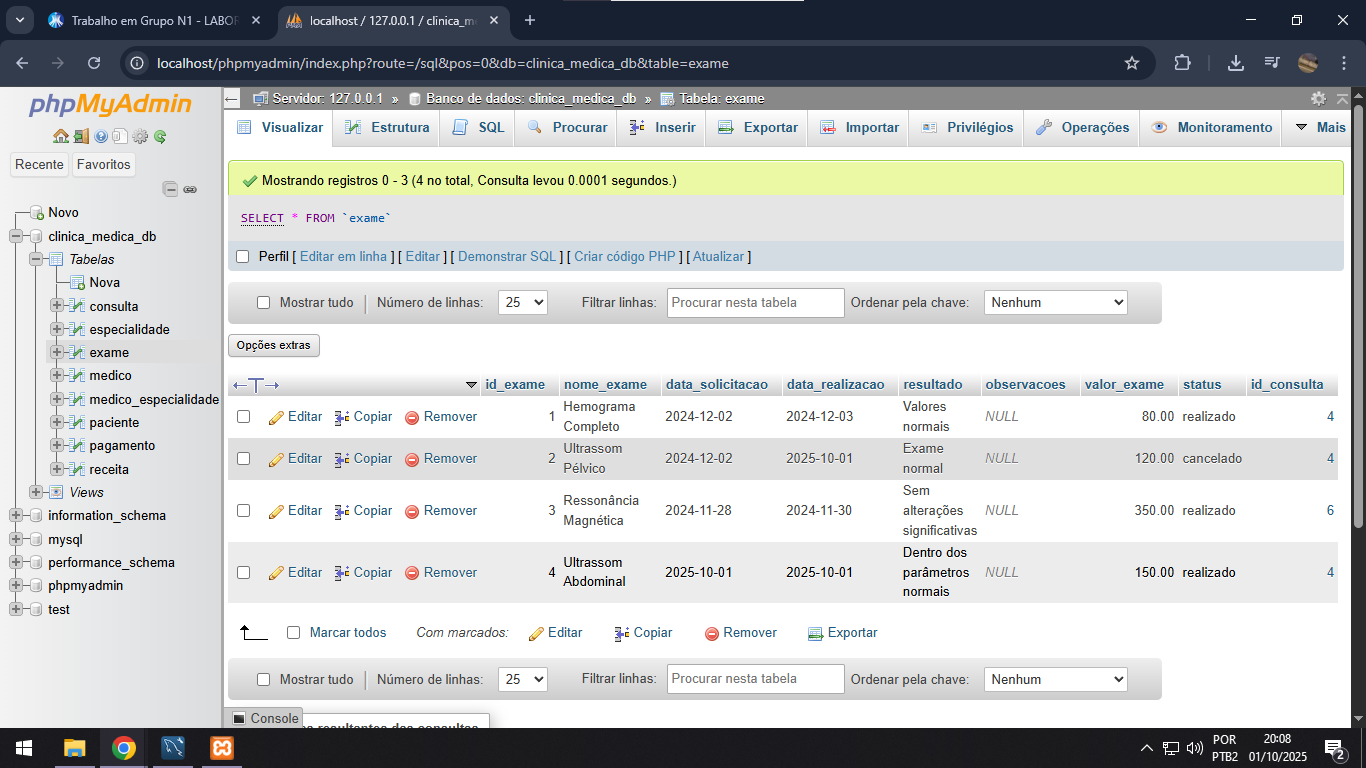 Trabalho em Grupo N1 - LABOR
localhost / 127.0.0.1 / clinica_me
localhost/phpmyadmin/index.php?route=/sql&pos=0&db=clinica_medica_db&table=exame
phpMyAdmin
Recente Favoritos
Novo
clinica_medica_db
Tabelas
Nova
consulta
especialidade
exame
medico
medico_especialidade
paciente
pagamento
receita
Views
information_schema
mysql
performance_schema
phpmyadmin
test
Servidor: 127.0.0.1 » Banco de dados: clinica_medica_db » Tabela: exame
Visualizar Estrutura SQL Procurar Inserir Exportar Importar Privilégios Operações Monitoramento Mais
Mostrando registros 0 - 3 (4 no total, Consulta levou 0.0001 segundos.)
SELECT * FROM `exame`
Perfil [ Editar em linha ] [ Editar ] [ Demonstrar SQL ] [ Criar código PHP ] [ Atualizar ]
Mostrar tudo Número de linhas: 25 Filtrar linhas: Procurar nesta tabela Ordenar pela chave: Nenhum
Opções extras
id_exame nome_exame data_solicitacao data_realizacao resultado observacoes valor_exame status id_consulta
Editar Copiar Remover 1 Hemograma Completo 2024-12-02 2024-12-03 Valores normais NULL 80.00 realizado 4
Editar Copiar Remover 2 Ultrassom Pélvico 2024-12-02 2025-10-01 Exame normal NULL 120.00 cancelado 4
Editar Copiar Remover 3 Ressonância Magnética 2024-11-28 2024-11-30 Sem alterações significativas NULL 350.00 realizado 6
Editar Copiar Remover 4 Ultrassom Abdominal 2025-10-01 2025-10-01 Dentro dos parâmetros normais NULL 150.00 realizado 4
Marcar todos Com marcados: Editar Copiar Remover Exportar
Mostrar tudo Número de linhas: 25 Filtrar linhas: Procurar nesta tabela Ordenar pela chave: Nenhum
Console
resultantes das consultas
POR
PTB2
20:08
01/10/2025
2